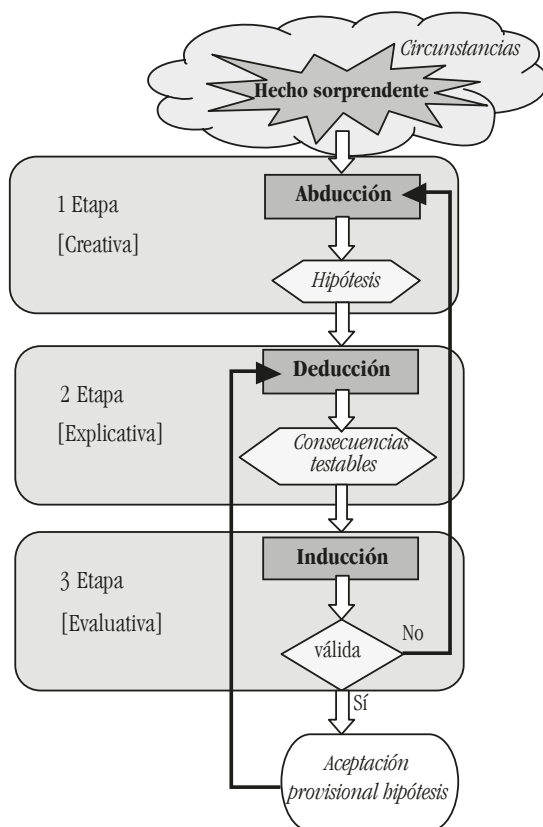 Circunstancias
Hecho sorprendente
1 Etapa
[Creativa]
Abducción
Hipótesis
2 Etapa
[Explicativa]
Deducción
Consecuencias
testables
3 Etapa
[Evaluativa]
Inducción
válida
No
Sí
Aceptación
provisional hipótesis